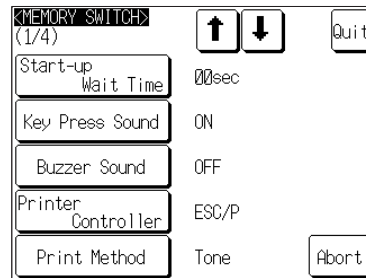 <MEMORY SWITCH>
(1/4)
Quit
Start-up
Wait Time
00sec
Key Press Sound
ON
Buzzer Sound
OFF
Printer
Controller
ESC/P
Print Method
Tone
Abort